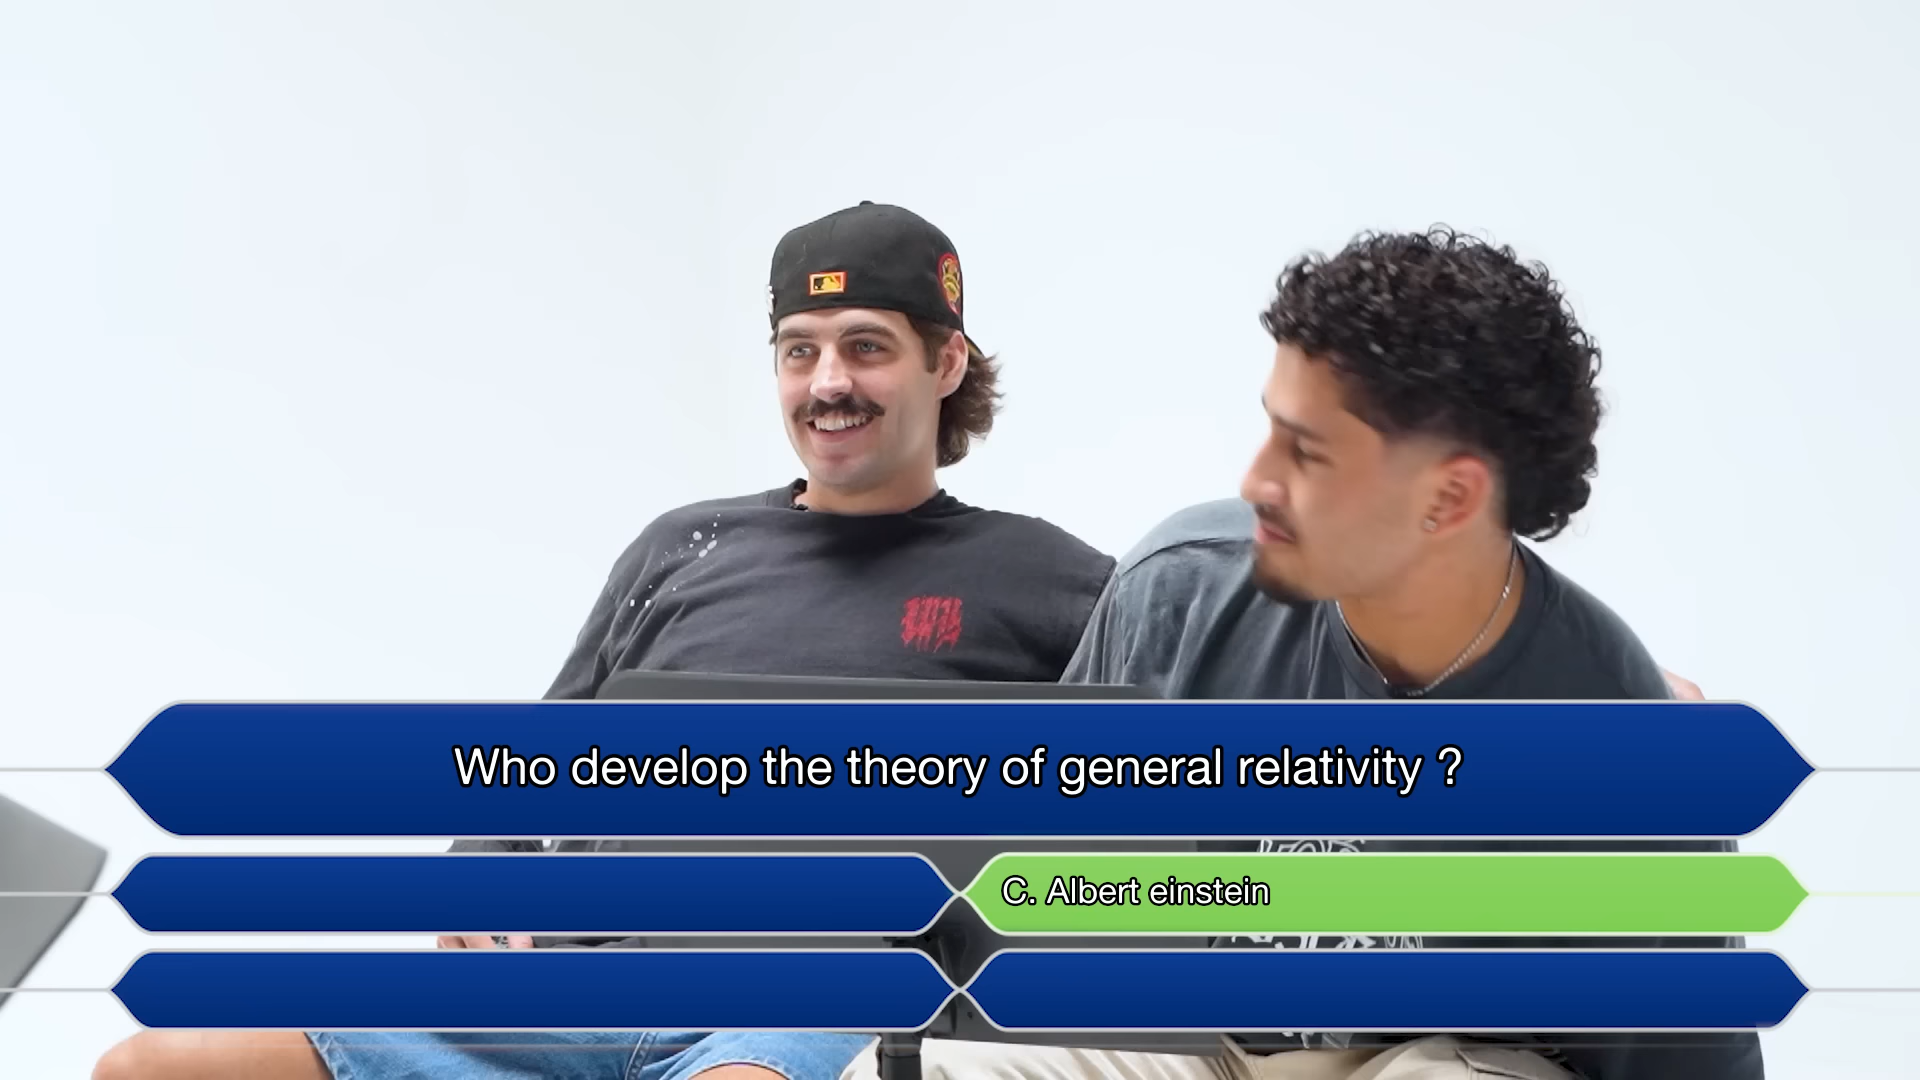 Who develop the theory of general relativity ?
C. Albert einstein